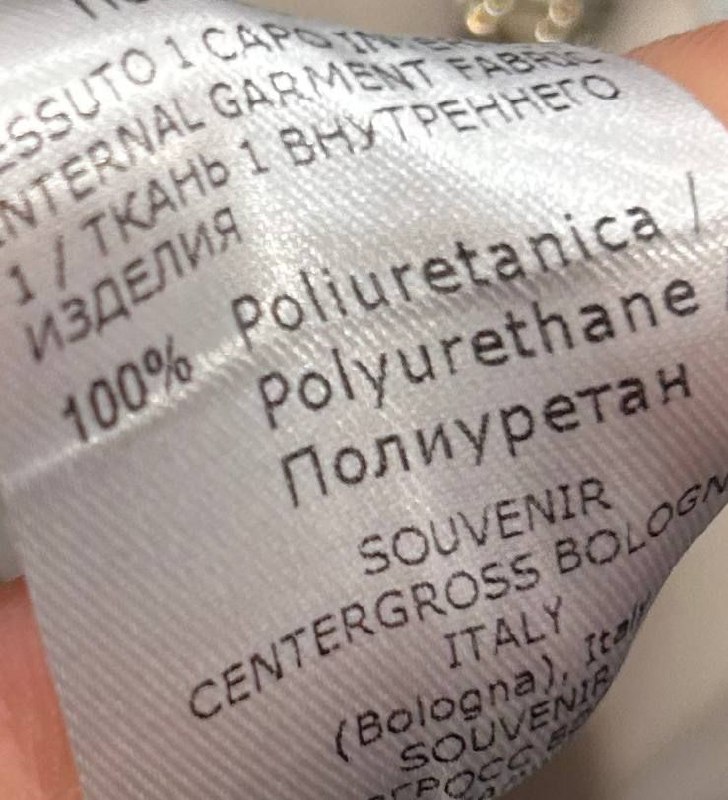 ESSUTO 1 CAPO
INTERNAL GARMENT FABRIC
1 / ТКАНЬ 1 ВНУТРЕННЕГО
ИЗДЕЛИЯ
100% Poliuretanica /
Polyurethane
Полиуретан
SOUVENIR
CENTERGROSS BOLOGN
ITALY
(Bologna), Italy
SOUVENIR